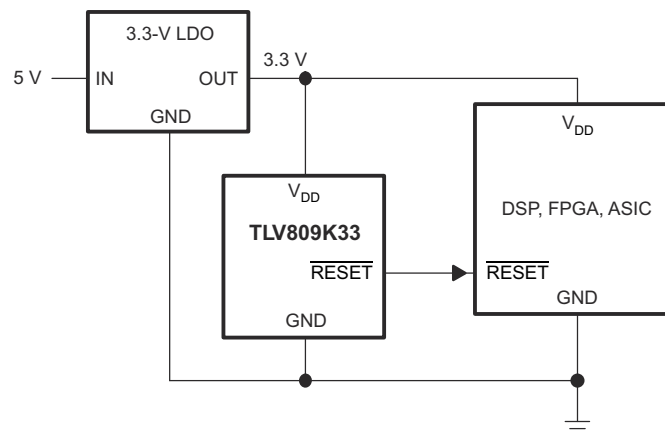 3.3-V LDO
3.3 V
5 V
IN
OUT
GND
V_DD
V_DD
TLV809K33
DSP, FPGA, ASIC
RESET
RESET
GND
GND